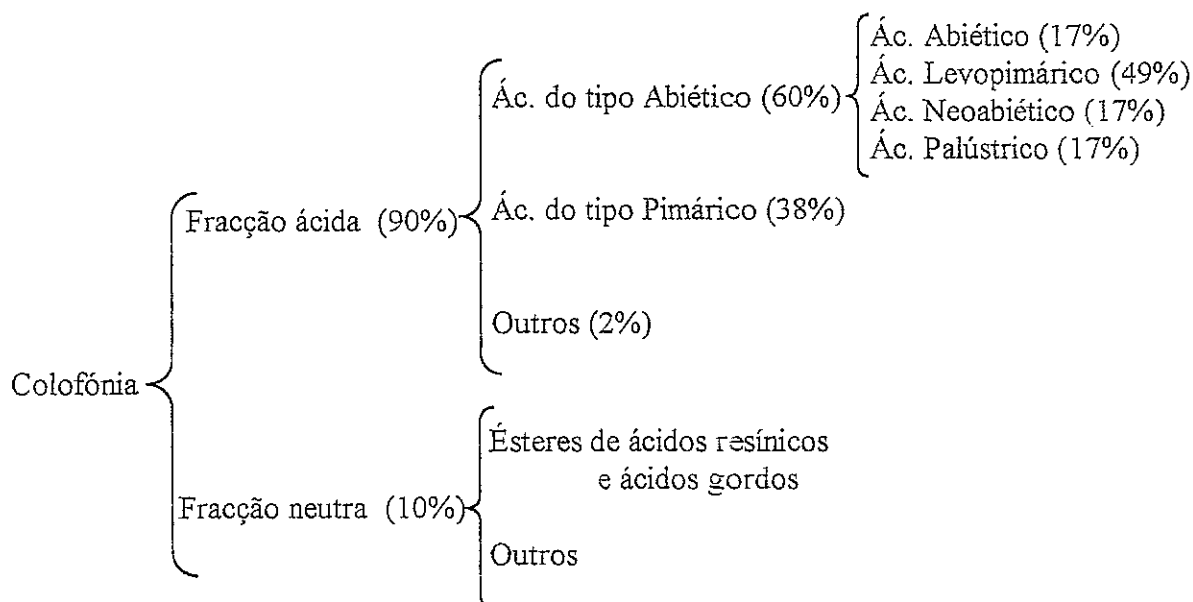 Ác. Abiético (17%)
Ác. Levopimárico (49%)
Ác. do tipo Abiético (60%)
Ác. Neoabiético (17%)
Ác. Palústrico (17%)
Fracção ácida (90%)
Ác. do tipo Pimárico (38%)
Outros (2%)
Colofónia
Ésteres de ácidos resínicos
e ácidos gordos
Fracção neutra (10%)
Outros